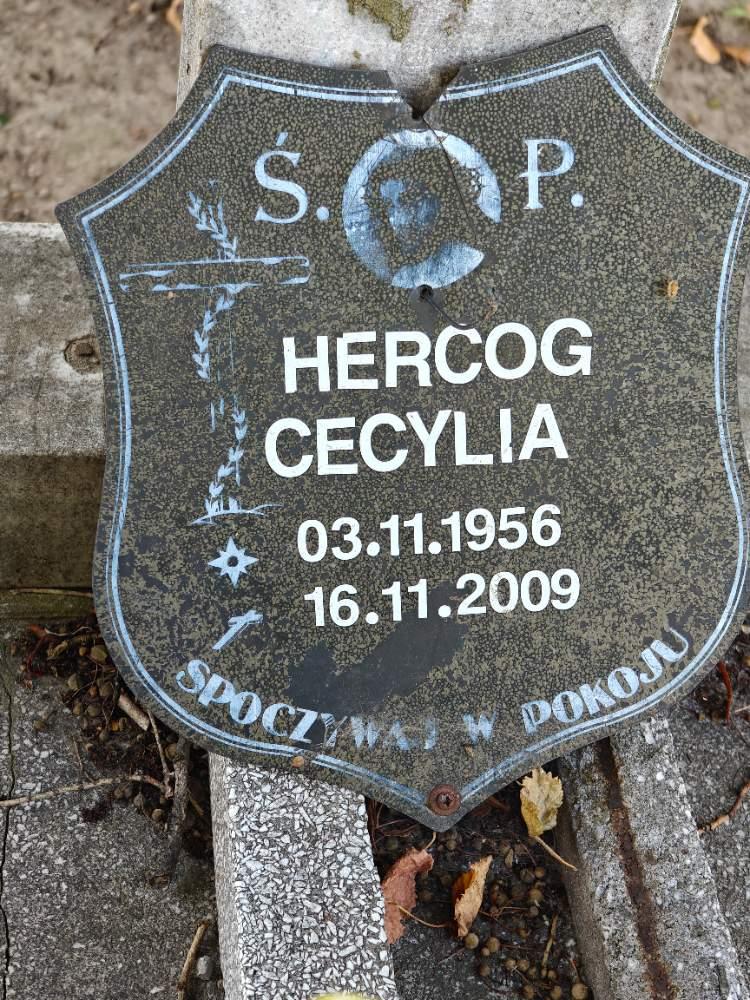 Ś. P.
HERCOG
CECYLIA
03.11.1956
16.11.2009
SPOCZYWAJ W POKOJU